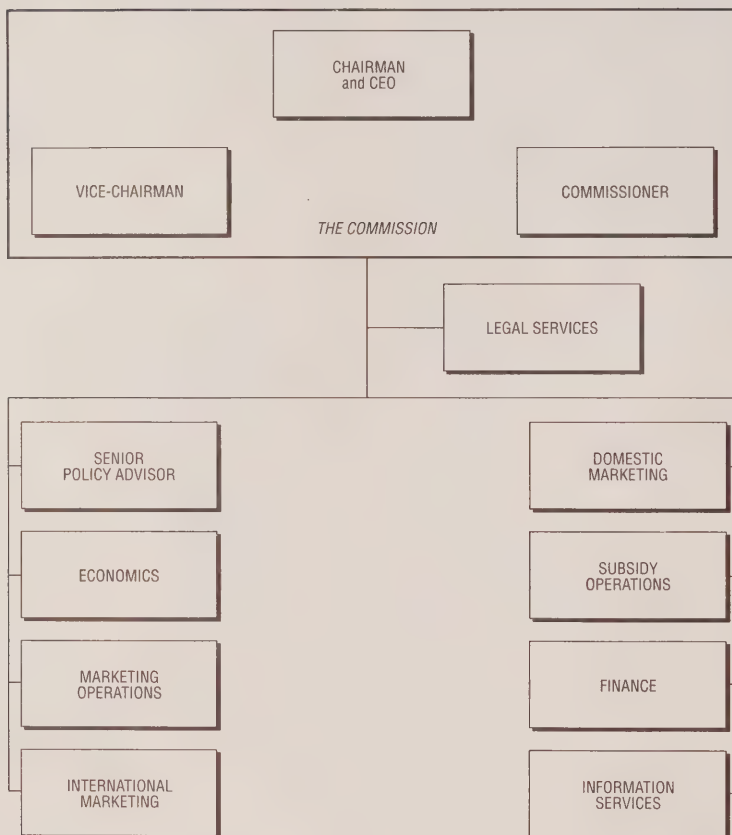 CHAIRMAN
and CEO
VICE-CHAIRMAN
COMMISSIONER
THE COMMISSION
LEGAL SERVICES
SENIOR
POLICY ADVISOR
DOMESTIC
MARKETING
ECONOMICS
SUBSIDY
OPERATIONS
MARKETING
OPERATIONS
FINANCE
INTERNATIONAL
MARKETING
INFORMATION
SERVICES